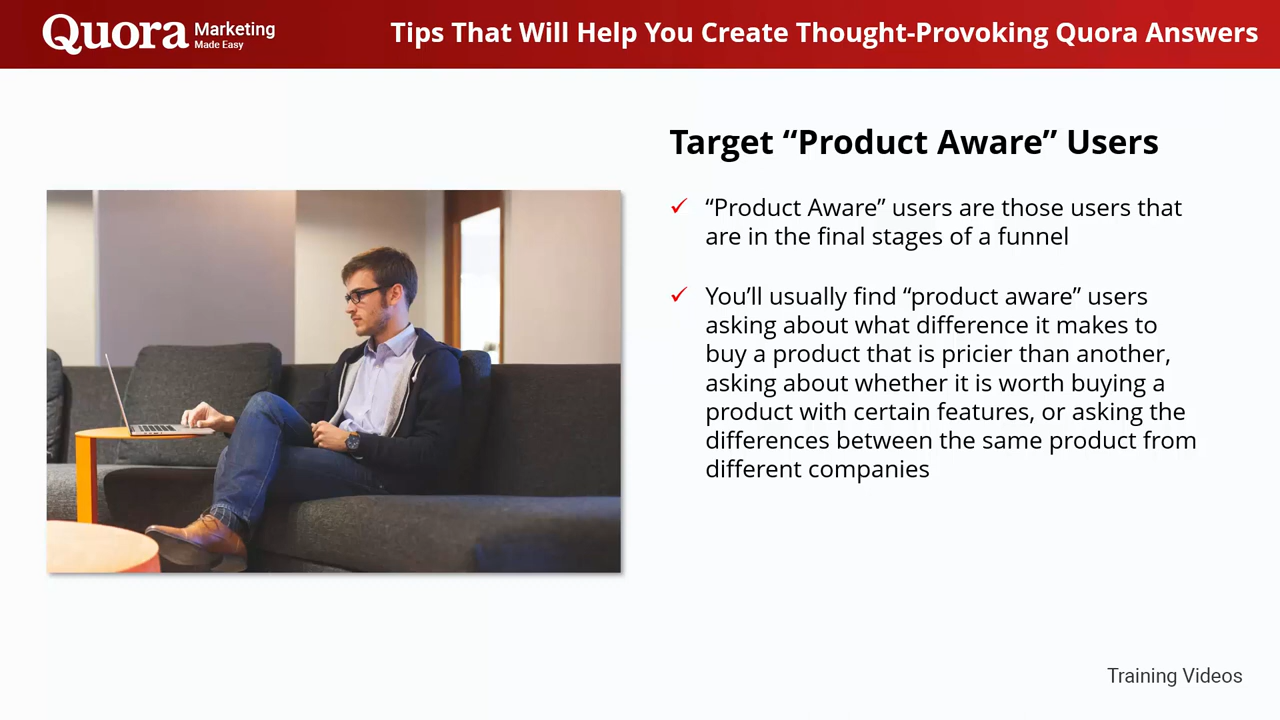 Quora Marketing
Made Easy
Tips That Will Help You Create Thought-Provoking Quora Answers
Target “Product Aware” Users
“Product Aware” users are those users that
are in the final stages of a funnel
You’ll usually find “product aware” users
asking about what difference it makes to
buy a product that is pricier than another,
asking about whether it is worth buying a
product with certain features, or asking the
differences between the same product from
different companies
Training Videos